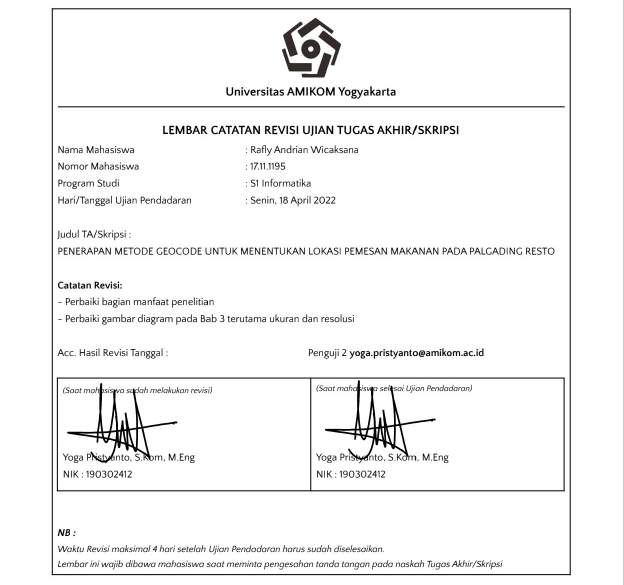 Universitas AMIKOM Yogyakarta
LEMBAR CATATAN REVISI UJIAN TUGAS AKHIR/SKRIPSI
Nama Mahasiswa : Rafly Andrian Wicaksana
Nomor Mahasiswa : 17.11.1195
Program Studi : S1 Informatika
Hari/Tanggal Ujian Pendadaran : Senin, 18 April 2022
Judul TA/Skripsi :
PENERAPAN METODE GEOCODE UNTUK MENENTUKAN LOKASI PEMESAN MAKANAN PADA PALGADING RESTO
Catatan Revisi:
- Perbaiki bagian manfaat penelitian
- Perbaiki gambar diagram pada Bab 3 terutama ukuran dan resolusi
Acc. Hasil Revisi Tanggal : Penguji 2 yoga.pristyanto@amikom.ac.id
(Saat mahasiswa sudah melakukan revisi) (Saat mahasiswa selesai Ujian Pendadaran)
Yoga Pristyanto, S.Kom, M.Eng Yoga Pristyanto, S.Kom, M.Eng
NIK : 190302412 NIK : 190302412
NB :
Waktu Revisi maksimal 4 hari setelah Ujian Pendadaran harus sudah diselesaikan.
Lembar ini wajib dibawa mahasiswa saat meminta pengesahan tanda tangan pada naskah Tugas Akhir/Skripsi